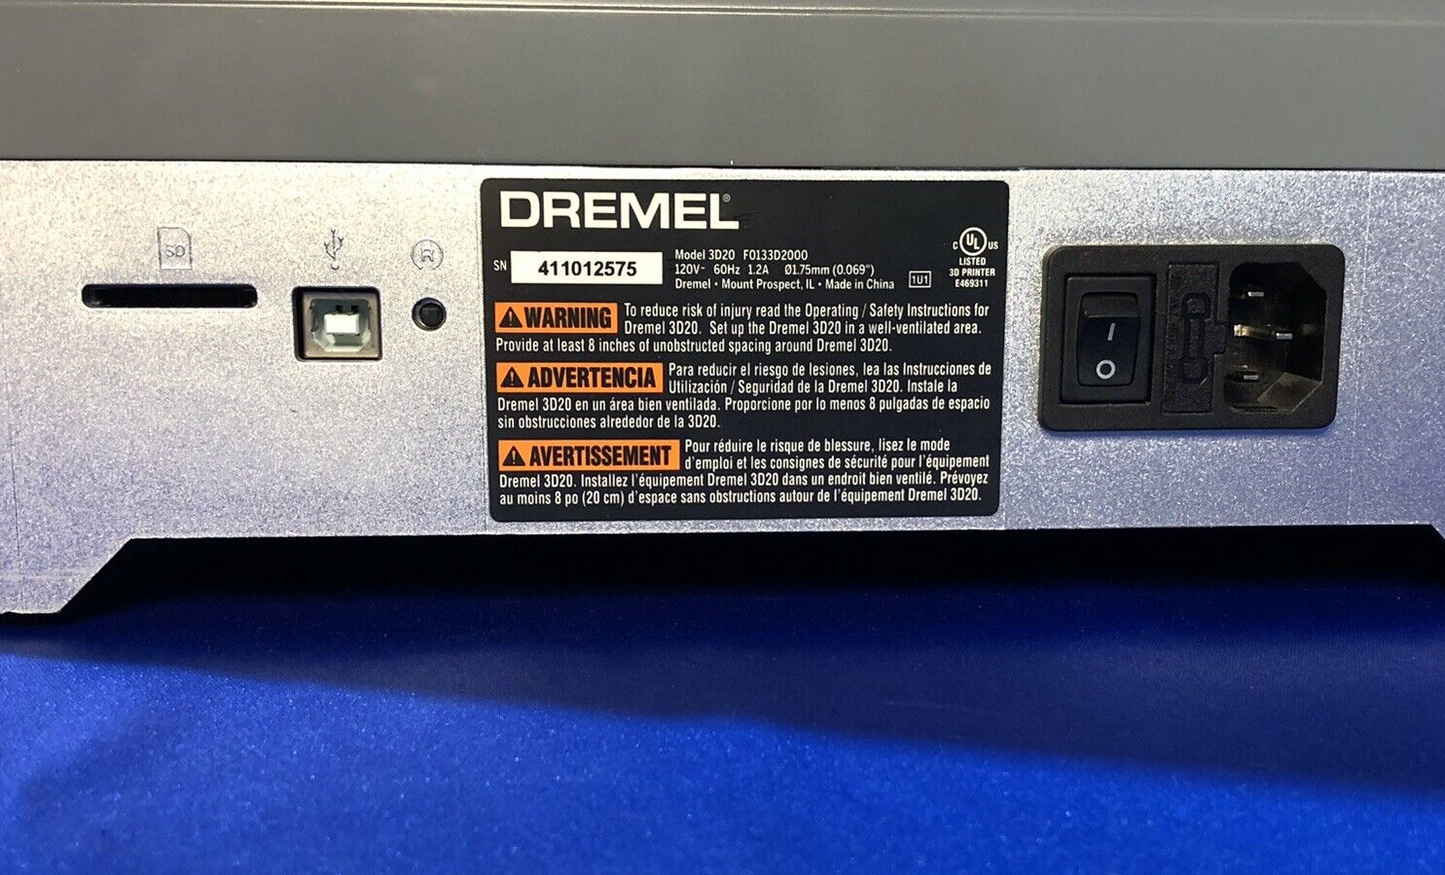 SD
R
DREMEL®
SN 411012575
Model 3D20 F0133D2000
120V~ 60Hz 1.2A Ø1.75mm (0.069")
Dremel • Mount Prospect, IL • Made in China
1U1
C UL US
LISTED
3D PRINTER
E469311
WARNING To reduce risk of injury read the Operating / Safety Instructions for
Dremel 3D20. Set up the Dremel 3D20 in a well-ventilated area.
Provide at least 8 inches of unobstructed spacing around Dremel 3D20.
ADVERTENCIA Para reducir el riesgo de lesiones, lea las Instrucciones de
Utilización / Seguridad de la Dremel 3D20. Instale la
Dremel 3D20 en un área bien ventilada. Proporcione por lo menos 8 pulgadas de espacio
sin obstrucciones alrededor de la 3D20.
AVERTISSEMENT Pour réduire le risque de blessure, lisez le mode
d'emploi et les consignes de sécurité pour l'équipement
Dremel 3D20. Installez l'équipement Dremel 3D20 dans un endroit bien ventilé. Prévoyez
au moins 8 po (20 cm) d'espace sans obstructions autour de l'équipement Dremel 3D20.
I
O